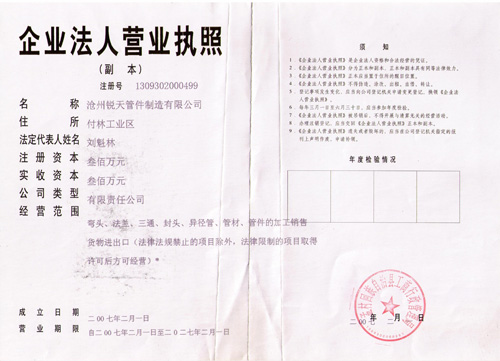 企业法人营业执照
(副 本)
注册号 1309302000499
名称 沧州锐天管件制造有限公司
住所 付林工业区
法定代表人姓名 刘魁林
注册资本 叁佰万元
实收资本 叁佰万元
公司类型 有限责任公司
经营范围
弯头、法兰、三通、封头、异径管、管材、管件的加工销售
货物进出口(法律法规禁止的项目除外,法律限制的项目取得
许可后方可经营)*
成立日期 二00七年二月一日
营业期限 自二00七年二月一日至二0二七年二月一日
须 知
1 《企业法人营业执照》是企业法人资格和合法经营的凭证。
2 《企业法人营业执照》分为正本和副本,正本和副本具有同等法律效力。
3 《企业法人营业执照》正本应当置于住所的醒目位置。
4 《企业法人营业执照》不得伪造、涂改、出租、出借、转让。
5 登记事项发生变化,应当向公司登记机关申请变更登记,换领《企业法人营业执照》。
6 每年三月一日至六月三十日,应当参加年度检验。
7 《企业法人营业执照》被吊销后,不得开展与清算无关的经营活动。
8 办理注销登记,应当交回《企业法人营业执照》正本和副本。
9 《企业法人营业执照》遗失或者毁坏的,应当在公司登记机关指定的报刊上声明作废,申请补领。
年度检验情况
二00七年二月一日